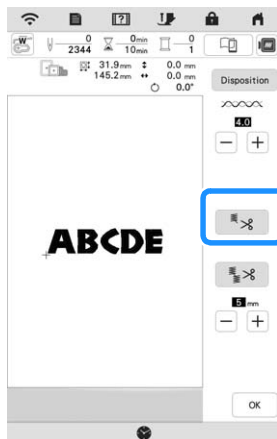 W 0 2344 0min 10min 0 1
31.9mm 0.0 mm
145.2mm 0.0 mm
0.0°
Disposition
4.0
- +
ABCDE
5 mm
- +
OK